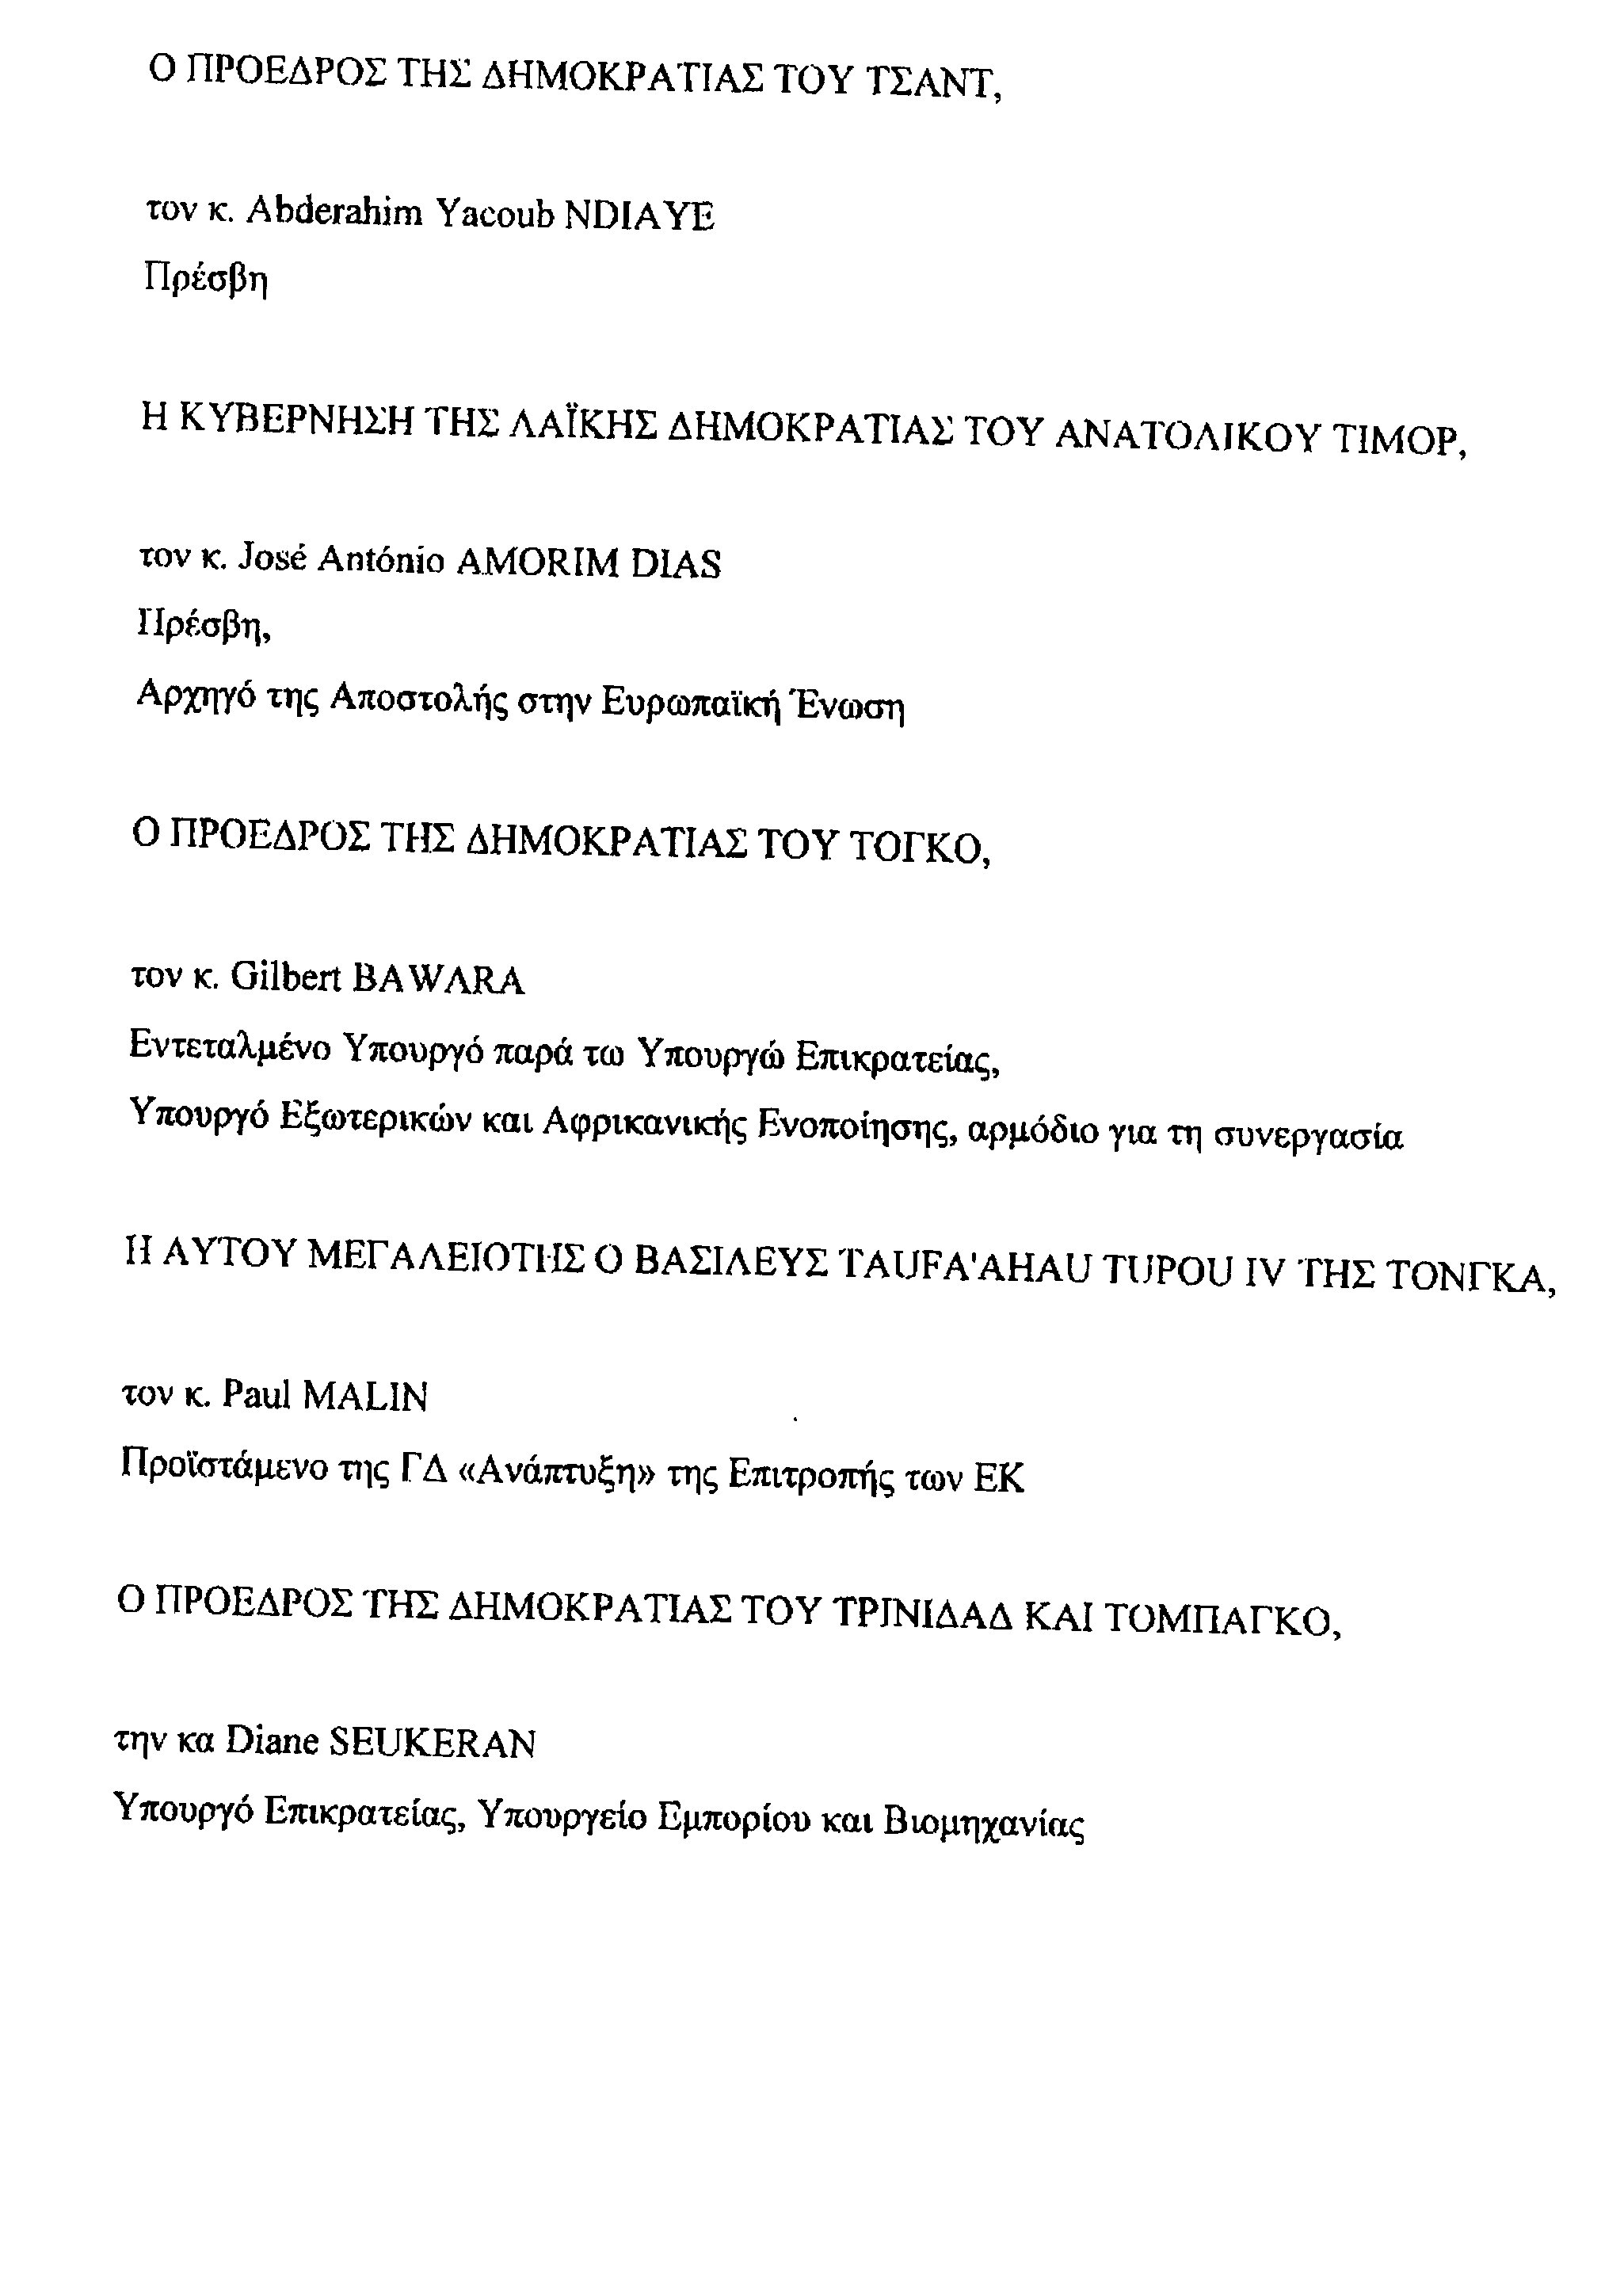 Ο ΠΡΟΕΔΡΟΣ ΤΗΣ ΔΗΜΟΚΡΑΤΙΑΣ ΤΟΥ ΤΣΑΝΤ,
τον κ. Abderahim Yacoub NDIAYE
Πρέσβη
Η ΚΥΒΕΡΝΗΣΗ ΤΗΣ ΛΑΪΚΗΣ ΔΗΜΟΚΡΑΤΙΑΣ ΤΟΥ ΑΝΑΤΟΛΙΚΟΥ ΤΙΜΟΡ,
τον κ. José António AMORIM DIAS
Πρέσβη,
Αρχηγό της Αποστολής στην Ευρωπαϊκή Ένωση
Ο ΠΡΟΕΔΡΟΣ ΤΗΣ ΔΗΜΟΚΡΑΤΙΑΣ ΤΟΥ ΤΟΓΚΟ,
τον κ. Gilbert BAWARA
Εντεταλμένο Υπουργό παρά τω Υπουργώ Επικρατείας,
Υπουργό Εξωτερικών και Αφρικανικής Ενοποίησης, αρμόδιο για τη συνεργασία
Η ΑΥΤΟΥ ΜΕΓΑΛΕΙΟΤΗΣ Ο ΒΑΣΙΛΕΥΣ TAUFA'AHAU TUPOU IV ΤΗΣ ΤΟΝΓΚΑ,
τον κ. Paul MALIN
Προϊστάμενο της ΓΔ «Ανάπτυξη» της Επιτροπής των ΕΚ
Ο ΠΡΟΕΔΡΟΣ ΤΗΣ ΔΗΜΟΚΡΑΤΙΑΣ ΤΟΥ ΤΡΙΝΙΔΑΔ ΚΑΙ ΤΟΜΠΑΓΚΟ,
την κα Diane SEUKERAN
Υπουργό Επικρατείας, Υπουργείο Εμπορίου και Βιομηχανίας